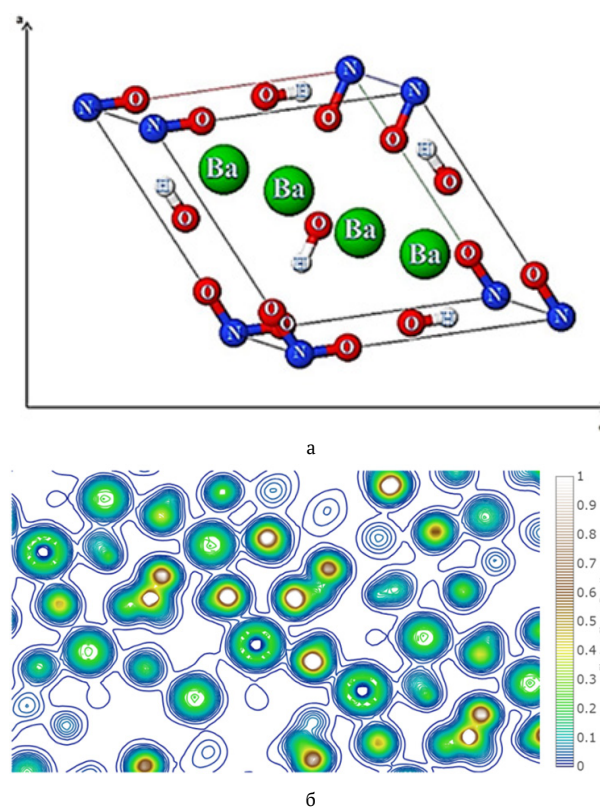 a
N
N O O H N
N O O
O H
Ba O
H Ba
O O Ba
H Ba O
O O
N
O O O H N
N
N O
а
1
0.9
0.8
0.7
0.6
0.5
0.4
0.3
0.2
0.1
0
б